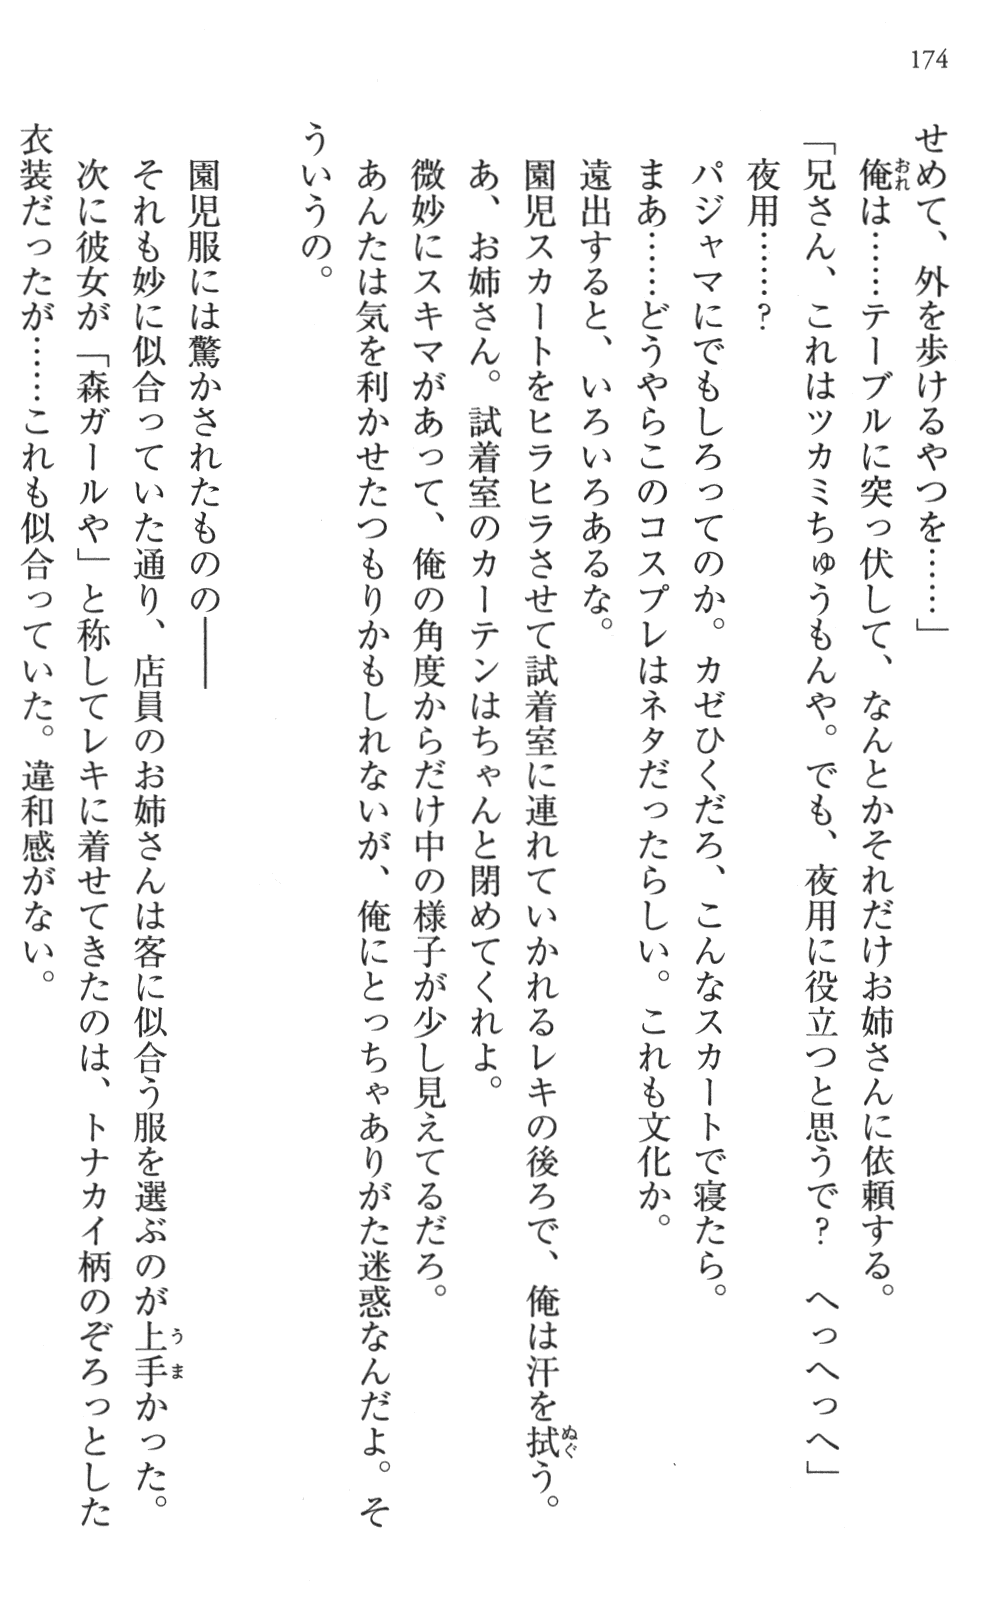 174
せめて、外を歩けるやつを……」
俺は……テーブルに突っ伏して、なんとかそれだけお姉さんに依頼する。
「兄さん、これはツカミちゅうもんや。でも、夜用に役立つと思うで？　へっへっへ」
夜用……？
パジャマにでもしろってのか。カゼひくだろ、こんなスカートで寝たら。
まあ……どうやらこのコスプレはネタだったらしい。これも文化か。
遠出すると、いろいろあるな。
園児スカートをヒラヒラさせて試着室に連れていかれるレキの後ろで、俺は汗を拭う。
あ、お姉さん。試着室のカーテンはちゃんと閉めてくれよ。
微妙にスキマがあって、俺の角度からだけ中の様子が少し見えてるだろ。
あんたは気を利かせたつもりかもしれないが、俺にとっちゃありがた迷惑なんだよ。そ
ういうの。
園児服には驚かされたものの――
それも妙に似合っていた通り、店員のお姉さんは客に似合う服を選ぶのが上手かった。
次に彼女が「森ガールや」と称してレキに着せてきたのは、トナカイ柄のぞろっとした
衣装だったが……これも似合っていた。違和感がない。